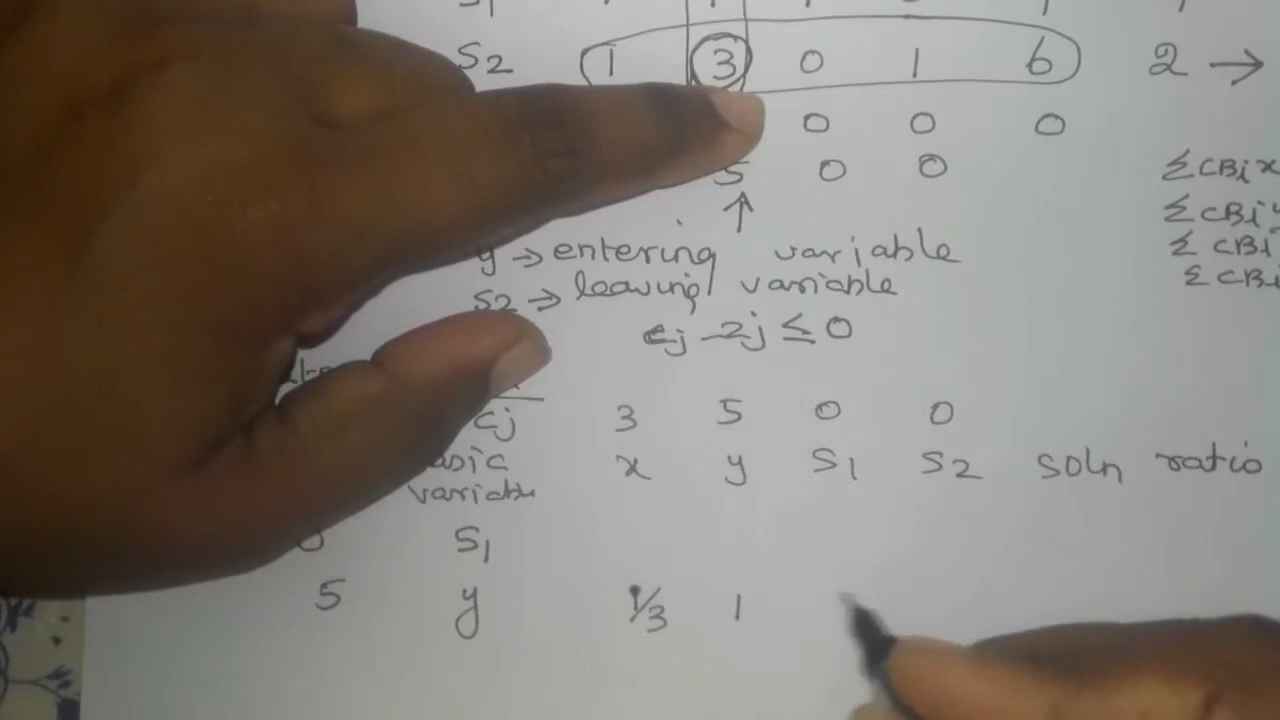 S2 1 3 0 1 6 2 →
0 0 0
5 0 0 ΣCBi x
ΣCBi
y → entering variable ΣCBi
S2 → leaving variable ΣCBi
cj - zj ≤ 0
cj 3 5 0 0
x y S1 S2 soln ratio
variable
0 S1
5 y 1/3 1